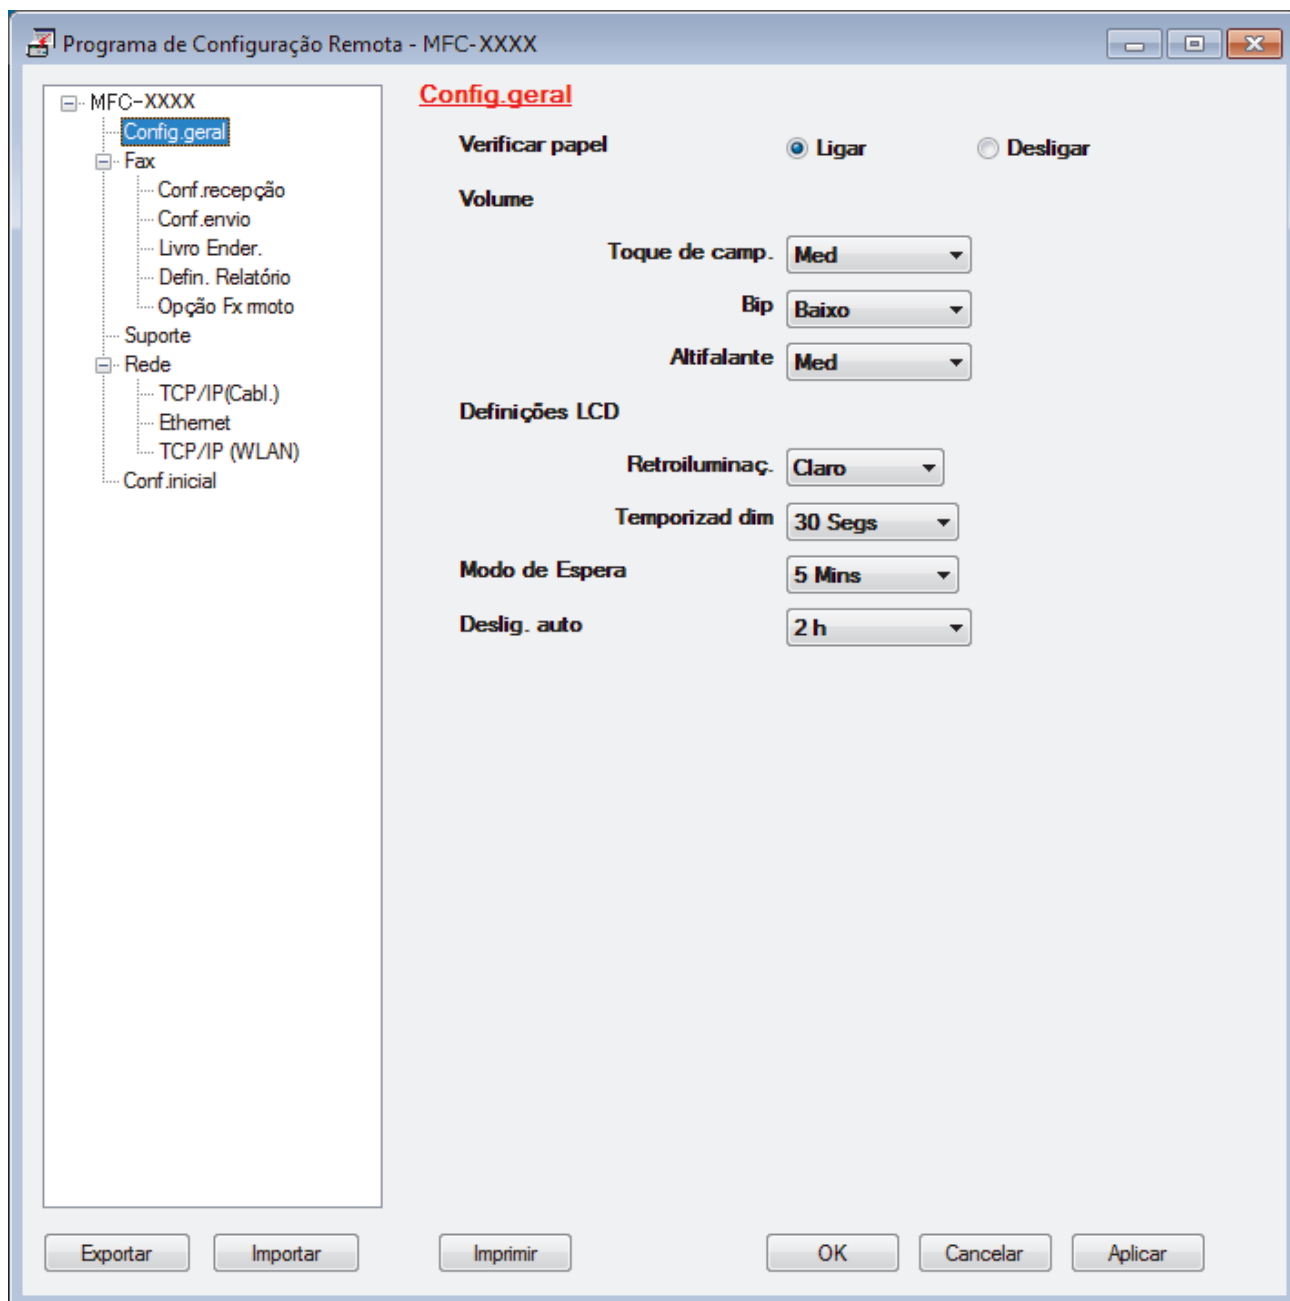 Programa de Configuração Remota - MFC-XXXX
MFC-XXXX
Config.geral
Fax
Conf.recepção
Conf.envio
Livro Ender.
Defin. Relatório
Opção Fx rmoto
Suporte
Rede
TCP/IP(Cabl.)
Ethernet
TCP/IP (WLAN)
Conf.inicial
Config.geral
Verificar papel Ligar Desligar
Volume
Toque de camp. Med
Bip Baixo
Altifalante Med
Definições LCD
Retroiluminaç. Claro
Temporizad dim 30 Segs
Modo de Espera 5 Mins
Deslig. auto 2 h
Exportar Importar Imprimir OK Cancelar Aplicar